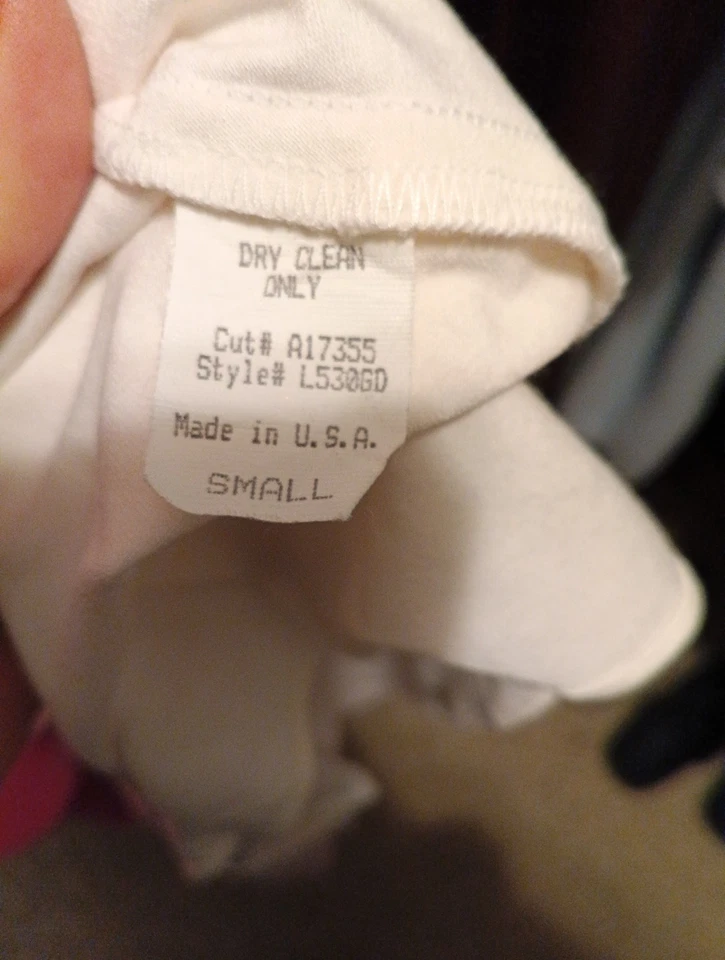 DRY CLEAN
ONLY
Cut# A17355
Style# L530GD
Made in U.S.A.
SMALL